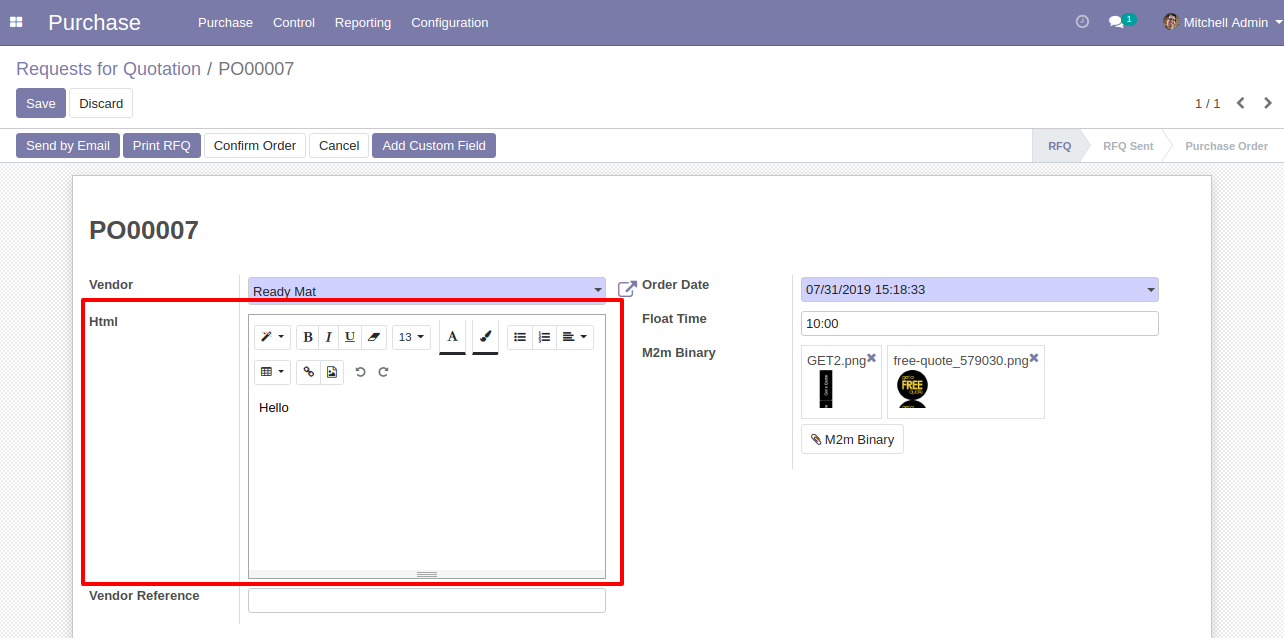 Purchase Purchase Control Reporting Configuration 1 Mitchell Admin
Requests for Quotation / PO00007
Save Discard 1 / 1
Send by Email Print RFQ Confirm Order Cancel Add Custom Field RFQ RFQ Sent Purchase Order
PO00007
Vendor Ready Mat
Html
B I U 13 A
Hello
Vendor Reference
Order Date 07/31/2019 15:18:33
Float Time 10:00
M2m Binary GET2.png free-quote_579030.png
FREE
M2m Binary